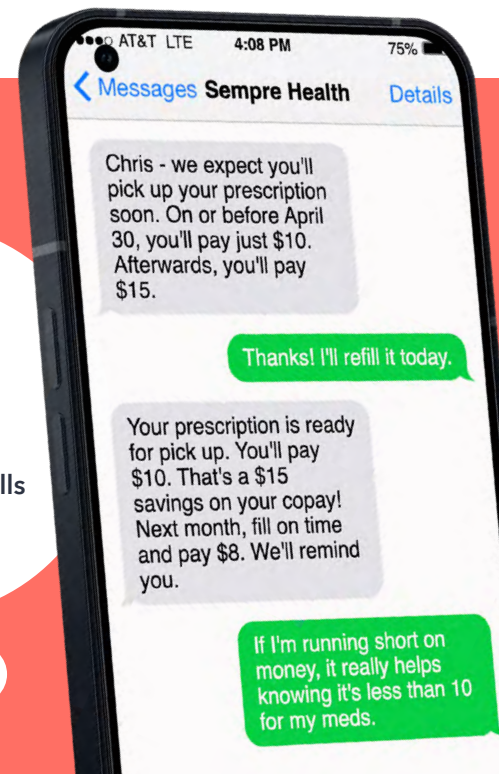 AT&T LTE 4:08 PM 75%
Messages Sempre Health Details
Chris - we expect you'll
pick up your prescription
soon. On or before April
30, you'll pay just $10.
Afterwards, you'll pay
$15.
Thanks! I'll refill it today.
Your prescription is ready
for pick up. You'll pay
$10. That's a $15
savings on your copay!
Next month, fill on time
and pay $8. We'll remind
you.
lls
If I'm running short on
money, it really helps
knowing it's less than 10
for my meds.